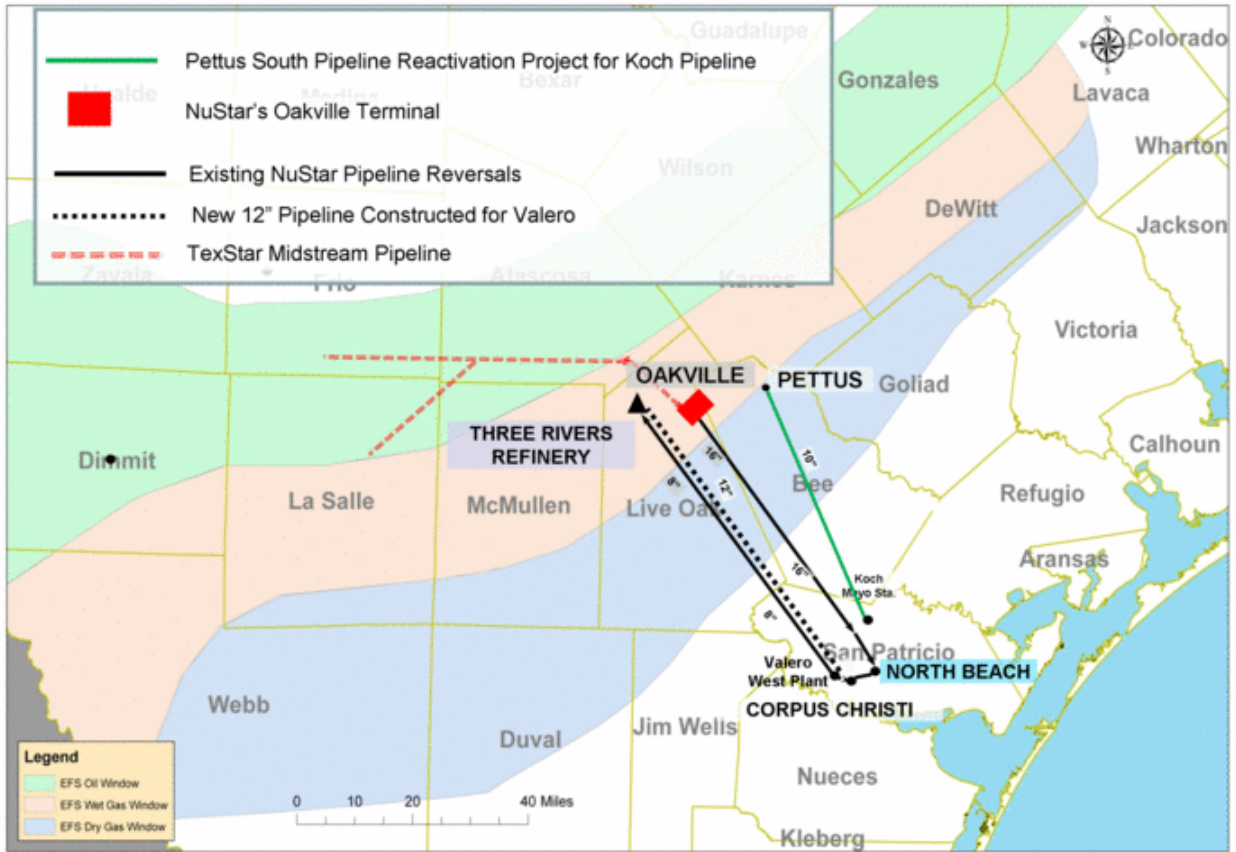 Guadalupe
N
W
S
Colorado
Pettus South Pipeline Reactivation Project for Koch Pipeline
Uvalde
Medina
Bexar
Gonzales
Lavaca
NuStar's Oakville Terminal
Wharton
Existing NuStar Pipeline Reversals
Wilson
New 12" Pipeline Constructed for Valero
DeWitt
Jackson
TexStar Midstream Pipeline
Zavala
Frio
Atascosa
Karnes
Victoria
OAKVILLE
PETTUS
Goliad
THREE RIVERS
REFINERY
Calhoun
Dimmit
16"
10"
8"
12"
Bee
La Salle
McMullen
Live Oak
Refugio
Aransas
16"
Koch
Mayo Sta.
8"
San Patricio
Valero
West Plant
NORTH BEACH
Webb
CORPUS CHRISTI
Duval
Jim Wells
Legend
EFS Oil Window
EFS Wet Gas Window
EFS Dry Gas Window
Nueces
0 10 20 40 Miles
Kleberg